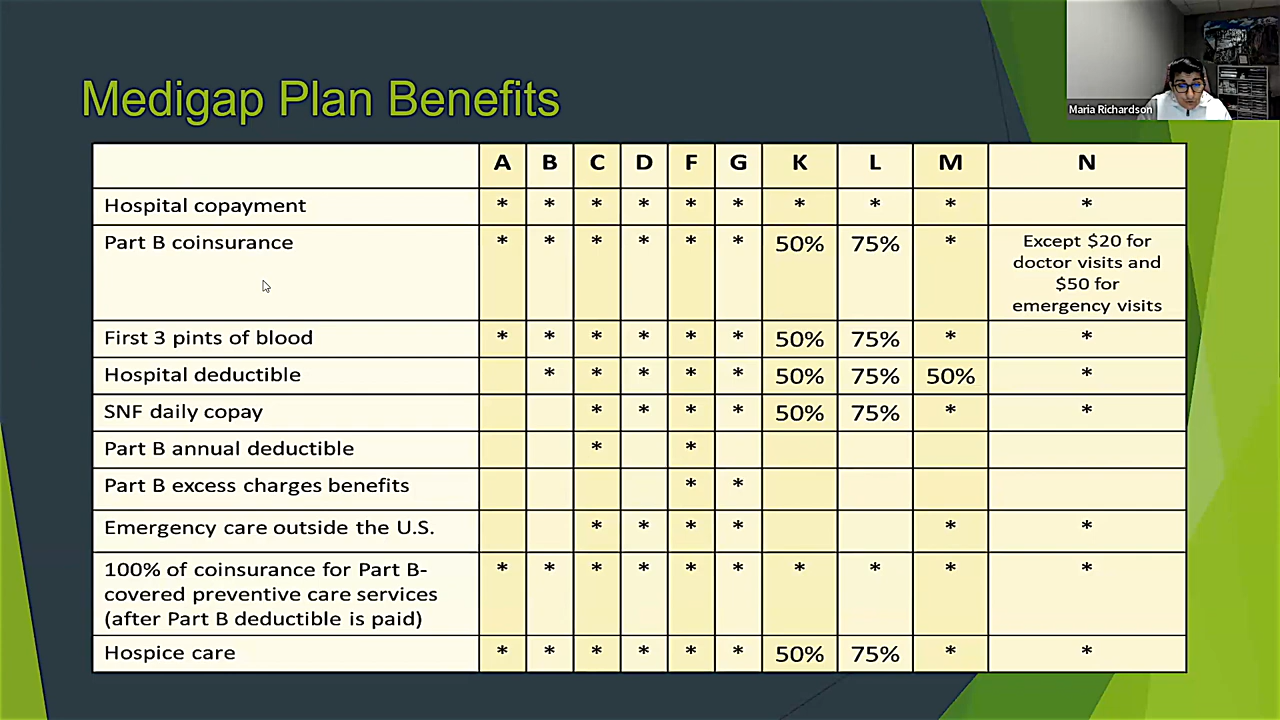 Medigap Plan Benefits
Maria Richardson
A B C D F G K L M N
Hospital copayment * * * * * * * * * *
Part B coinsurance * * * * * * 50% 75% * Except $20 for
doctor visits and
$50 for
emergency visits
First 3 pints of blood * * * * * * 50% 75% * *
Hospital deductible * * * * * 50% 75% 50% *
SNF daily copay * * * * 50% 75% * *
Part B annual deductible * *
Part B excess charges benefits * *
Emergency care outside the U.S. * * * * * *
100% of coinsurance for Part B- * * * * * * * * * *
covered preventive care services
(after Part B deductible is paid)
Hospice care * * * * * * 50% 75% * *